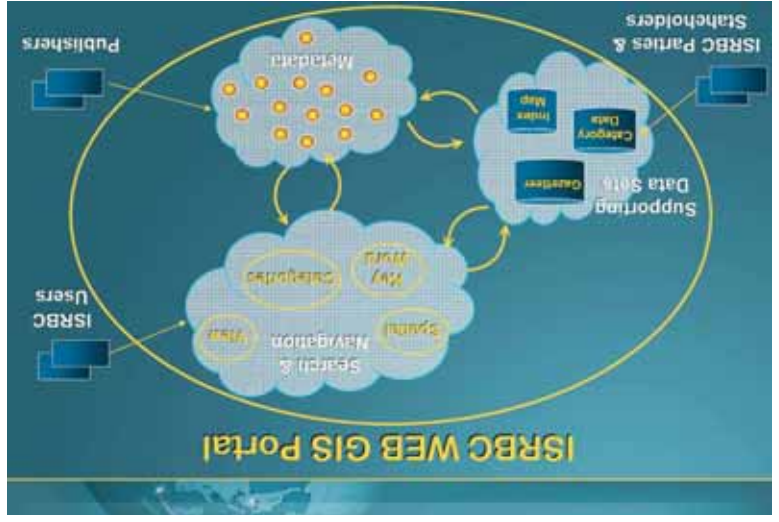 ISRBC WEB GIS Portal
Search &
Navigation
Spatial
View
Key
Word
Categories
ISRBC
Users
Supporting
Data Sets
Gazetteer
Category
Data
Index
Map
Metadata
ISRBC Parties &
Stakeholders
Publishers